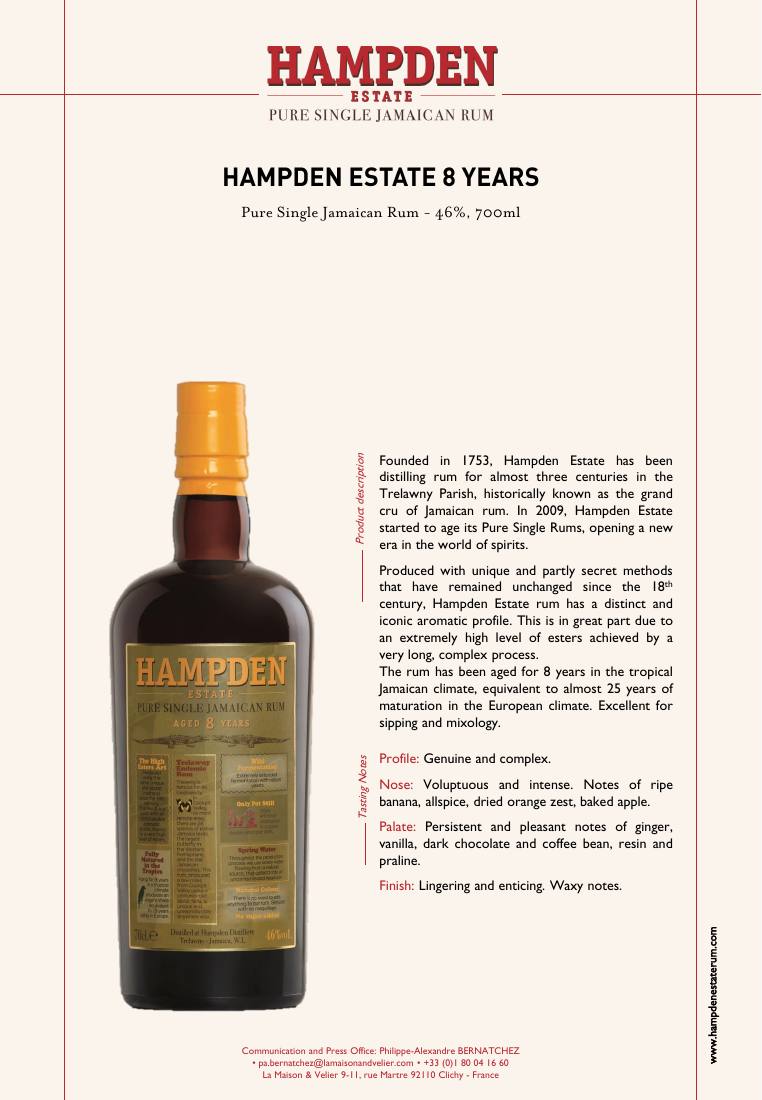 HAMPDEN
ESTATE
PURE SINGLE JAMAICAN RUM
HAMPDEN ESTATE 8 YEARS
Pure Single Jamaican Rum - 46%, 700ml
Product description
Founded in 1753, Hampden Estate has been
distilling rum for almost three centuries in the
Trelawny Parish, historically known as the grand
cru of Jamaican rum. In 2009, Hampden Estate
started to age its Pure Single Rums, opening a new
era in the world of spirits.
Produced with unique and partly secret methods
that have remained unchanged since the 18th
century, Hampden Estate rum has a distinct and
iconic aromatic profile. This is in great part due to
an extremely high level of esters achieved by a
very long, complex process.
The rum has been aged for 8 years in the tropical
Jamaican climate, equivalent to almost 25 years of
maturation in the European climate. Excellent for
sipping and mixology.
Tasting Notes
Profile: Genuine and complex.
Nose: Voluptuous and intense. Notes of ripe
banana, allspice, dried orange zest, baked apple.
Palate: Persistent and pleasant notes of ginger,
vanilla, dark chocolate and coffee bean, resin and
praline.
Finish: Lingering and enticing. Waxy notes.
HAMPDEN
ESTATE
PURE SINGLE JAMAICAN RUM
AGED 8 YEARS
The High
Esters Art
Trelawny
Endemic
Rum
Wild
Fermentation
Only Pot Still
Fully
Matured
in the
Tropics
Spring Water
Natural Colour
No sugar added
70cl.e
Distilled at Hampden Distillery
Trelawny - Jamaica, W.I.
46%vol.
www.hampdenestaterum.com
Communication and Press Office: Philippe-Alexandre BERNATCHEZ
• pa.bernatchez@lamaisonandvelier.com • +33 (0)1 80 04 16 60
La Maison & Velier 9-11, rue Martre 92110 Clichy - France